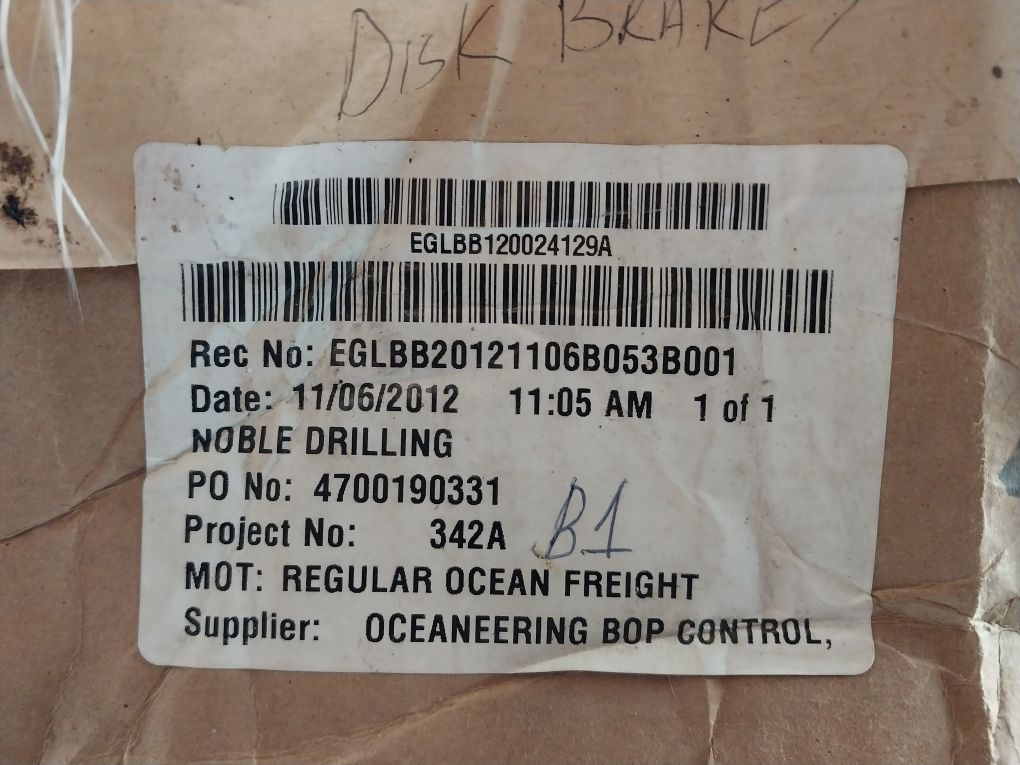 DISK BRAKES
EGLBB120024129A
Rec No: EGLBB20121106B053B001
Date: 11/06/2012 11:05 AM 1 of 1
NOBLE DRILLING
PO No: 4700190331
Project No: 342A B1
MOT: REGULAR OCEAN FREIGHT
Supplier: OCEANEERING BOP CONTROL,